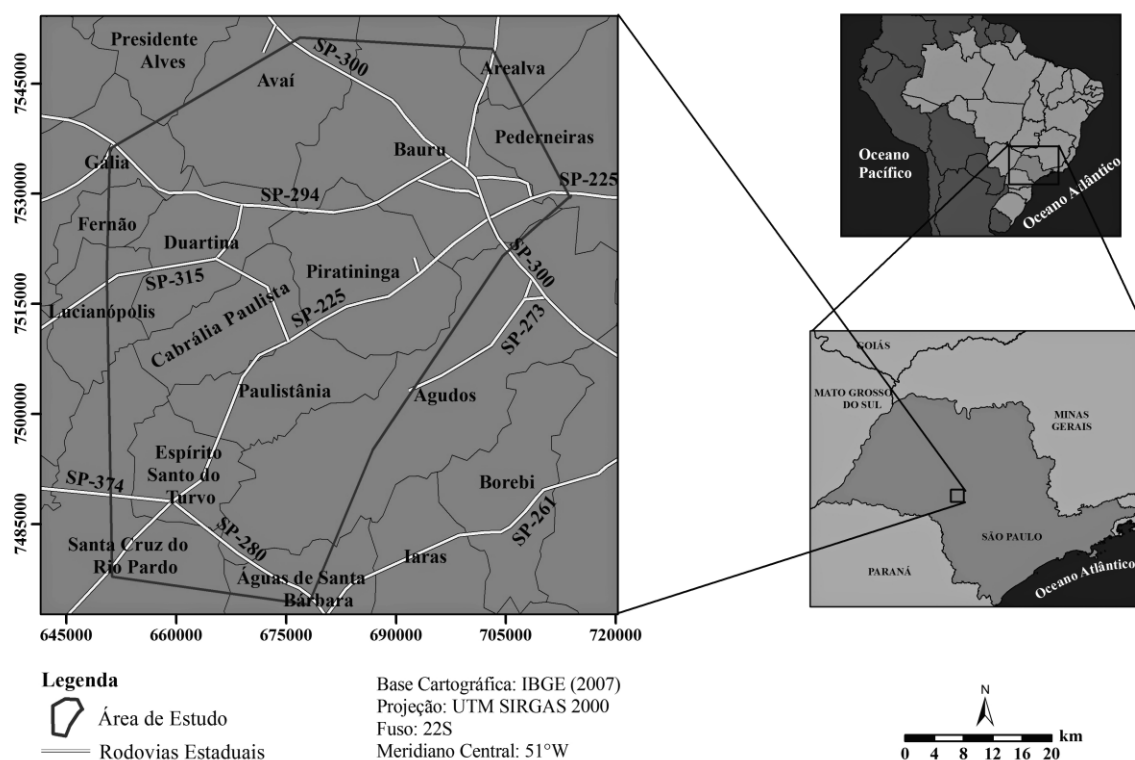 Presidente
Alves
SP-300
Avaí
Arealva
Pederneiras
Bauru
Gália
SP-225
SP-294
Fernão
Duartina
SP-300
Piratininga
SP-315
SP-225
Lucianópolis
Cabrália Paulista
SP-273
Paulistânia
Agudos
Espírito
Santo do
Turvo
SP-374
Borebi
SP-261
SP-280
Santa Cruz do
Rio Pardo
Iaras
Águas de Santa
Bárbara
7545000
7530000
7515000
7500000
7485000
645000 660000 675000 690000 705000 720000
Oceano
Pacífico
Oceano Atlântico
GOIÁS
MATO GROSSO
DO SUL
MINAS
GERAIS
SÃO PAULO
PARANÁ
Oceano Atlântico
Legenda
Área de Estudo
Rodovias Estaduais
Base Cartográfica: IBGE (2007)
Projeção: UTM SIRGAS 2000
Fuso: 22S
Meridiano Central: 51°W
N
km
0 4 8 12 16 20